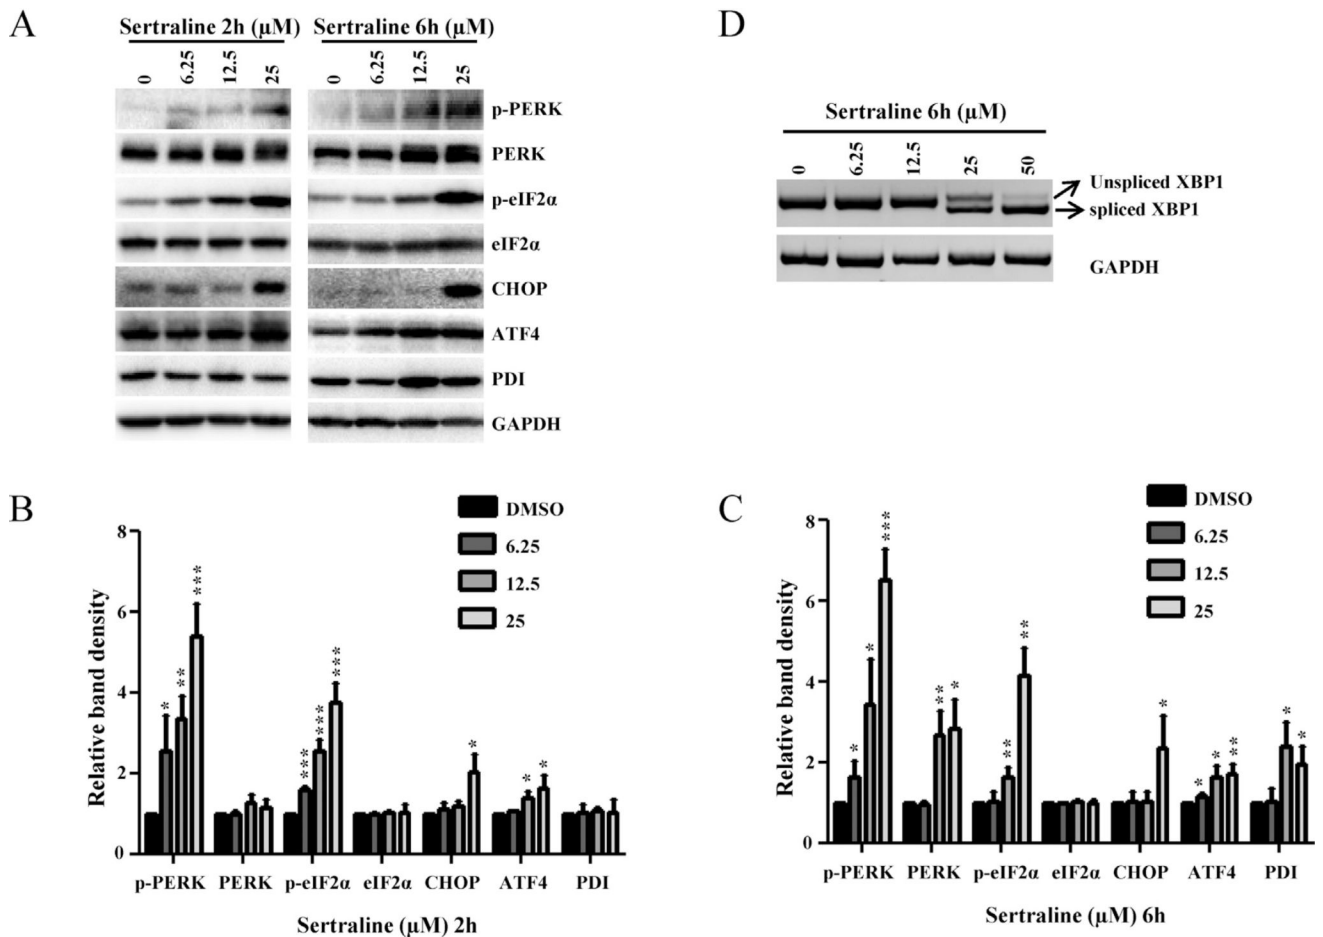 A
Sertraline 2h (µM)
Sertraline 6h (µM)
0 6.25 12.5 25
0 6.25 12.5 25
p-PERK
PERK
p-eIF2α
eIF2α
CHOP
ATF4
PDI
GAPDH
D
Sertraline 6h (µM)
0 6.25 12.5 25 50
Unspliced XBP1
spliced XBP1
GAPDH
B
DMSO
6.25
12.5
25
Relative band density
8
6
4
2
0
* ** ***
*** *** ***
*
* *
p-PERK PERK p-eIF2α eIF2α CHOP ATF4 PDI
Sertraline (µM) 2h
C
DMSO
6.25
12.5
25
Relative band density
8
6
4
2
0
* * ***
** *
** **
*
* * **
* *
p-PERK PERK p-eIF2α eIF2α CHOP ATF4 PDI
Sertraline (µM) 6h